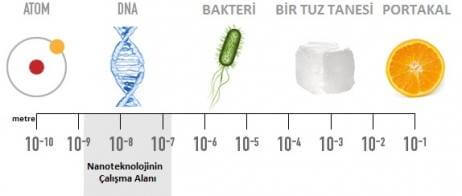 ATOM DNA BAKTERİ BİR TUZ TANESİ PORTAKAL
metre
10⁻¹⁰ 10⁻⁹ 10⁻⁸ 10⁻⁷ 10⁻⁶ 10⁻⁵ 10⁻⁴ 10⁻³ 10⁻² 10⁻¹
Nanoteknolojinin
Çalışma Alanı